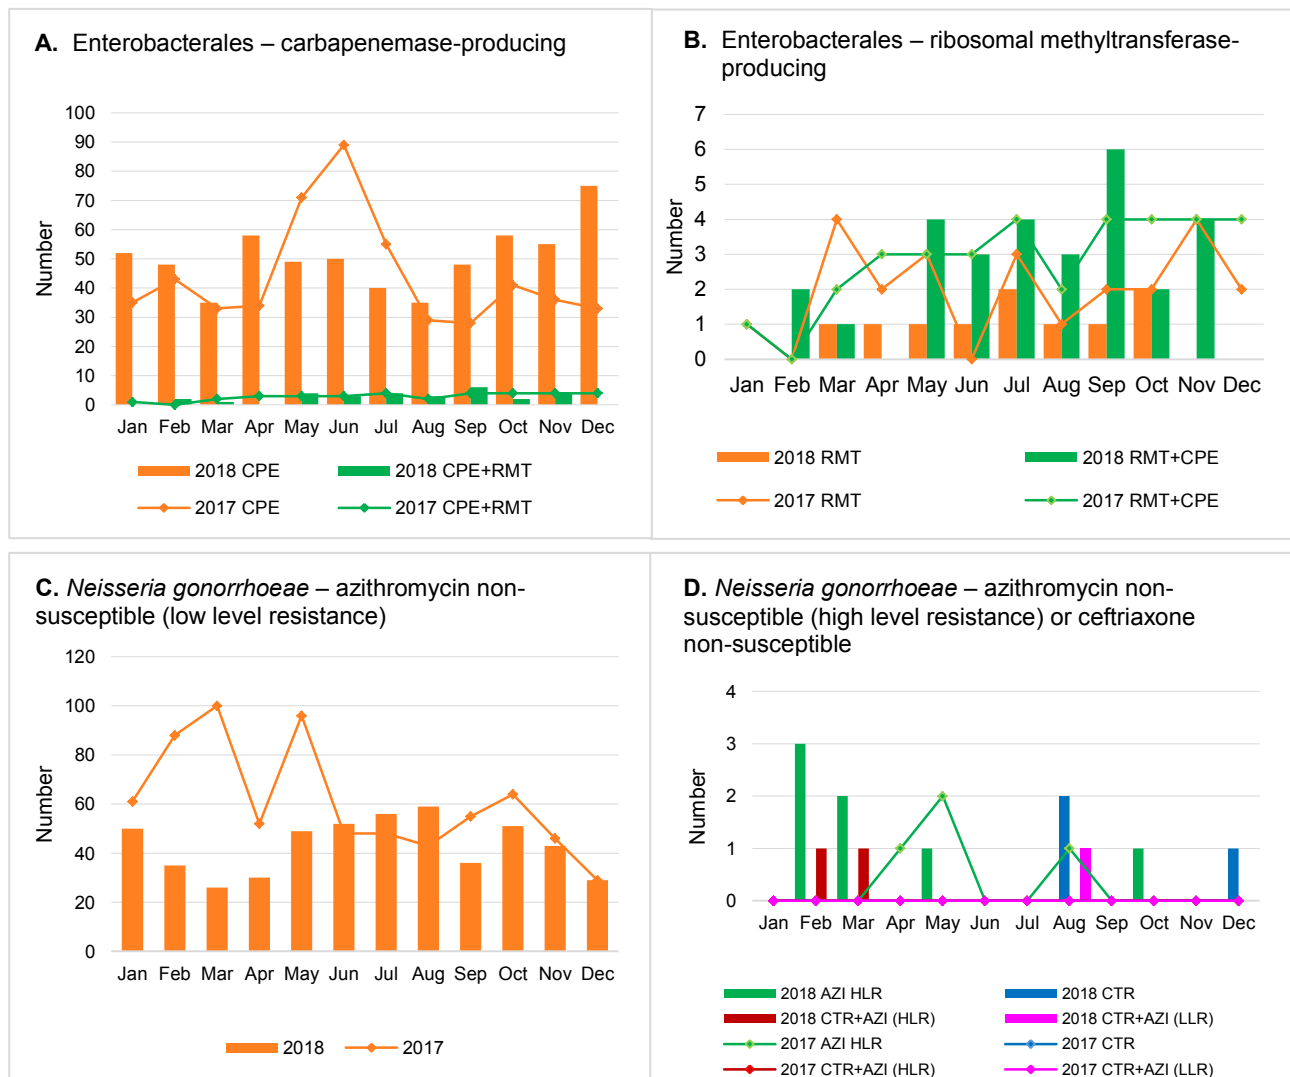 A. Enterobacterales – carbapenemase-producing
100
90
80
70
60
50
40
30
20
10
0
Number
Jan Feb Mar Apr May Jun Jul Aug Sep Oct Nov Dec
2018 CPE 2018 CPE+RMT
2017 CPE 2017 CPE+RMT
B. Enterobacterales – ribosomal methyltransferase-
producing
7
6
5
4
3
2
1
0
Number
Jan Feb Mar Apr May Jun Jul Aug Sep Oct Nov Dec
2018 RMT 2018 RMT+CPE
2017 RMT 2017 RMT+CPE
C. Neisseria gonorrhoeae – azithromycin non-
susceptible (low level resistance)
120
100
80
60
40
20
0
Number
Jan Feb Mar Apr May Jun Jul Aug Sep Oct Nov Dec
2018 2017
D. Neisseria gonorrhoeae – azithromycin non-
susceptible (high level resistance) or ceftriaxone
non-susceptible
4
3
2
1
0
Number
Jan Feb Mar Apr May Jun Jul Aug Sep Oct Nov Dec
2018 AZI HLR 2018 CTR
2018 CTR+AZI (HLR) 2018 CTR+AZI (LLR)
2017 AZI HLR 2017 CTR
2017 CTR+AZI (HLR) 2017 CTR+AZI (LLR)